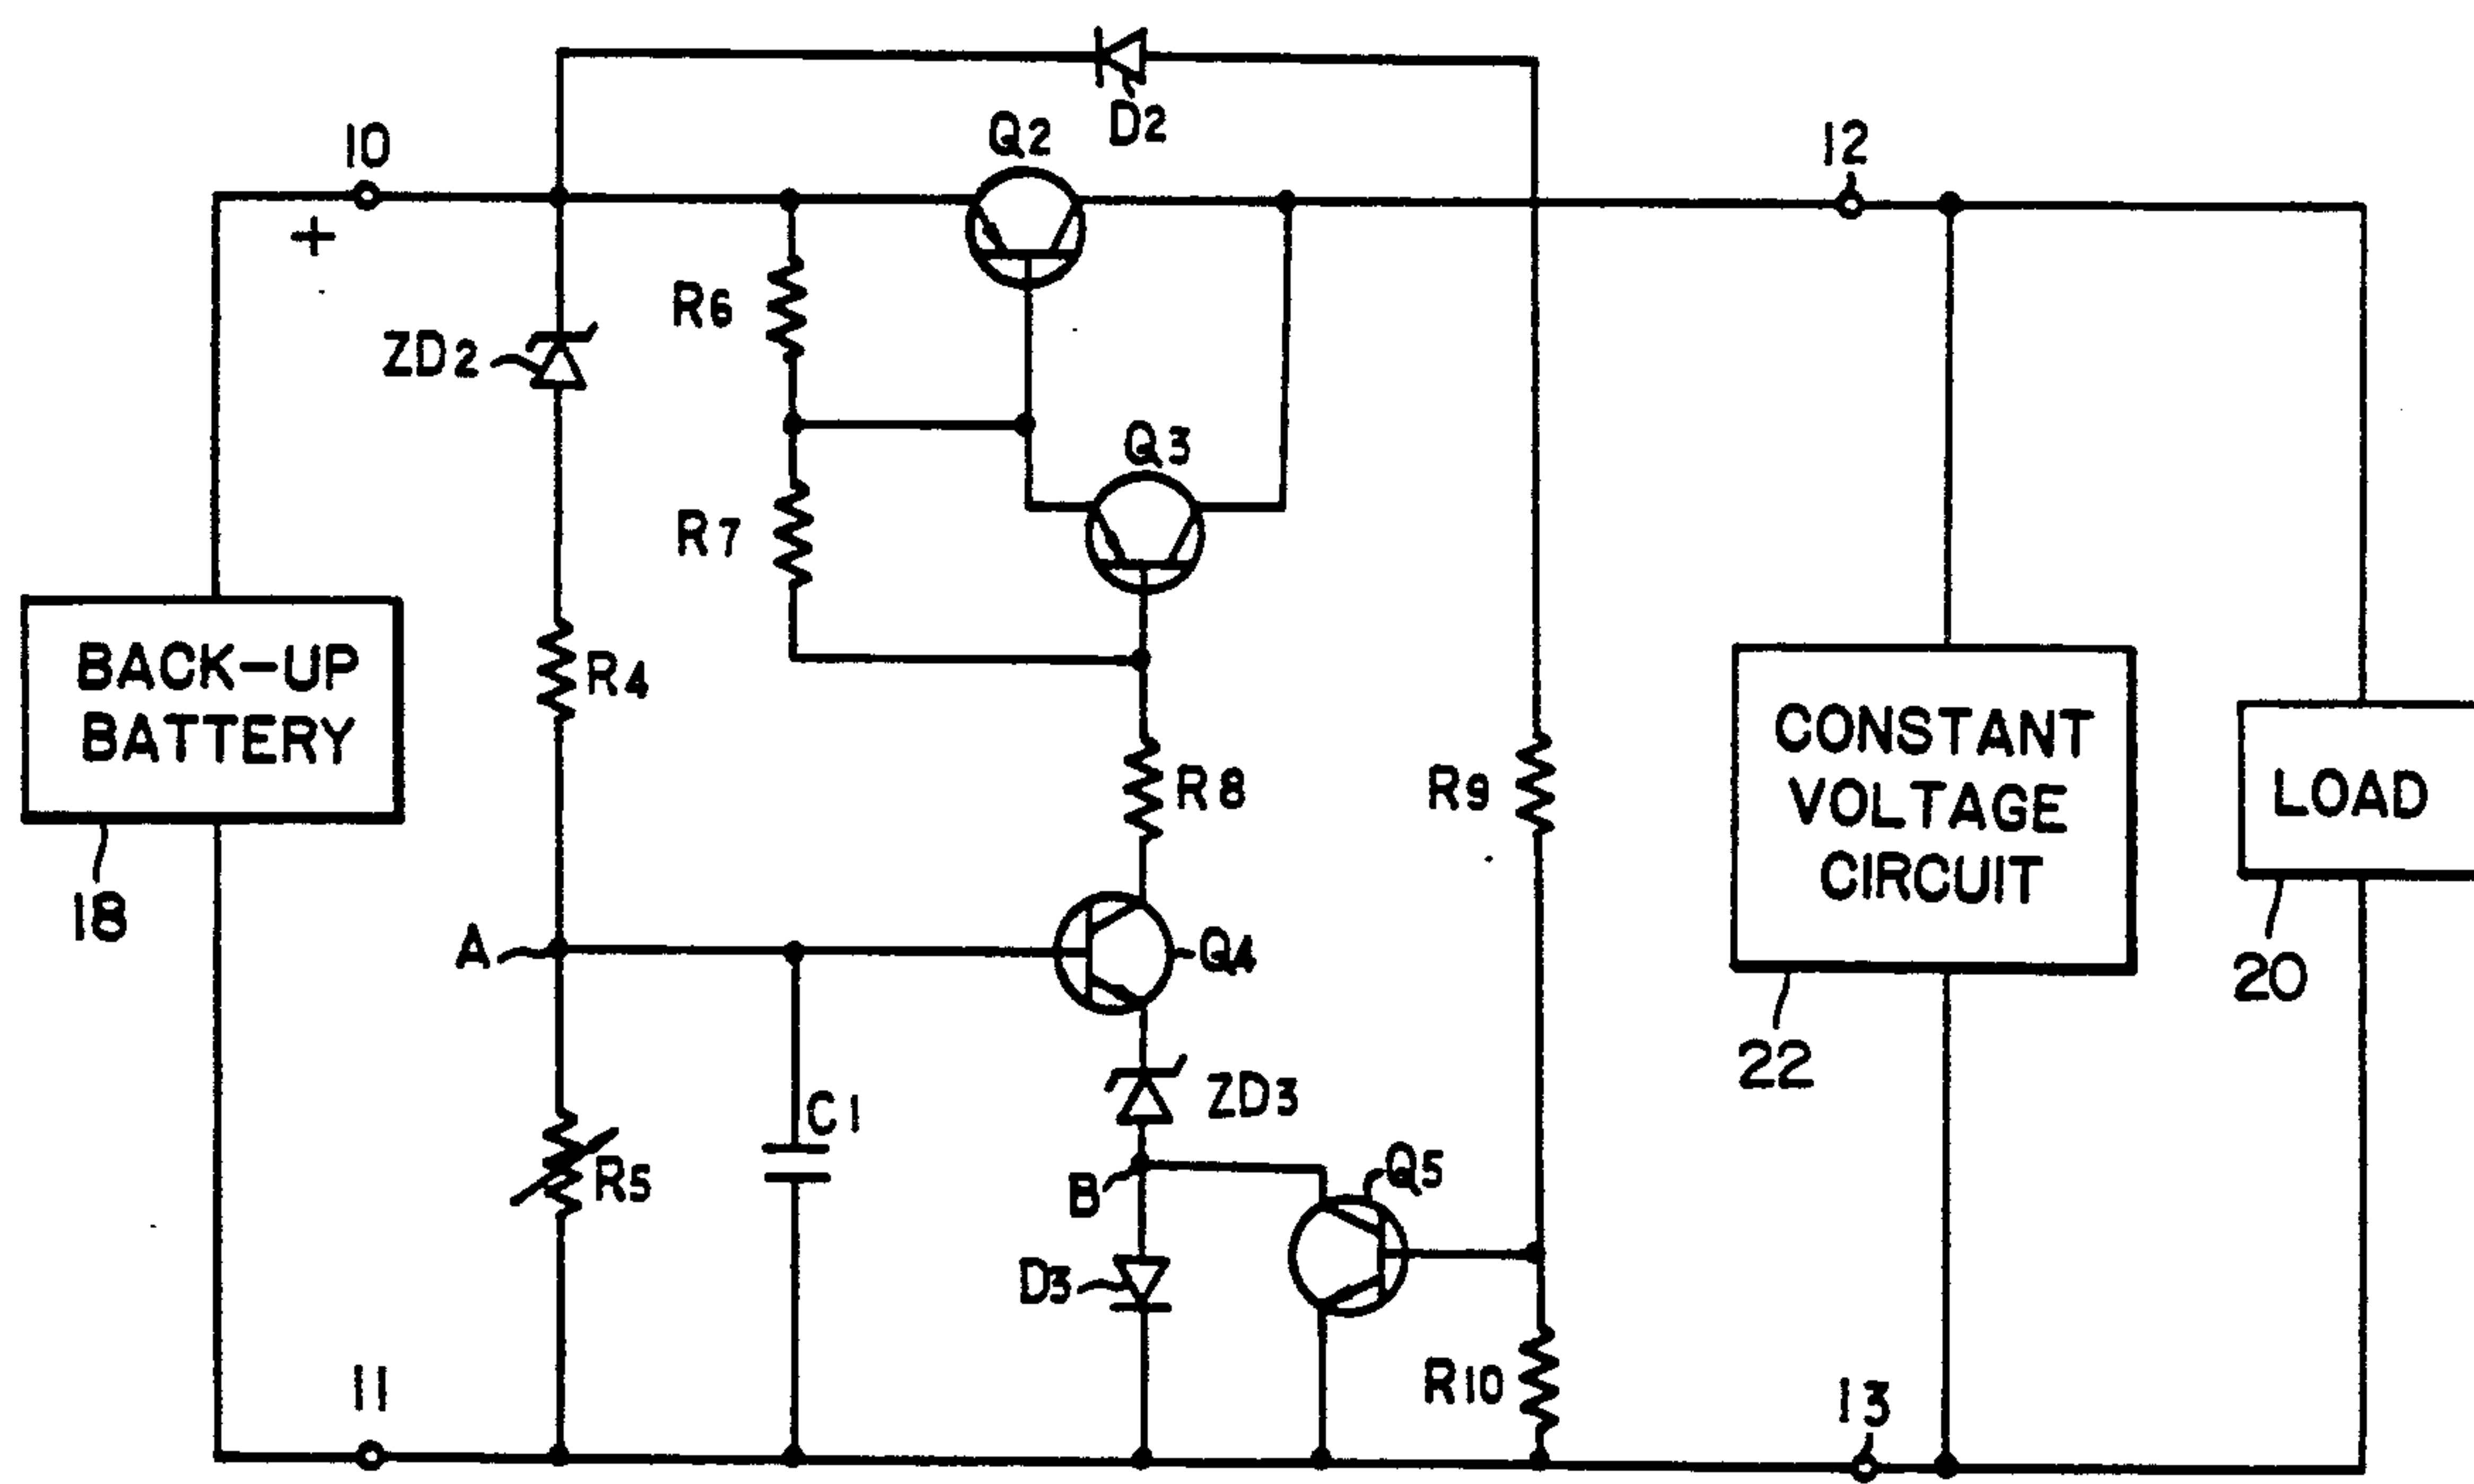 D2
Q2
10
12
+
R6
ZD2
Q3
R7
BACK-UP
BATTERY
R4
CONSTANT
VOLTAGE
CIRCUIT
R8
R9
LOAD
18
A
Q4
20
22
C1
ZD3
B
Q5
R5
D3
11
R10
13